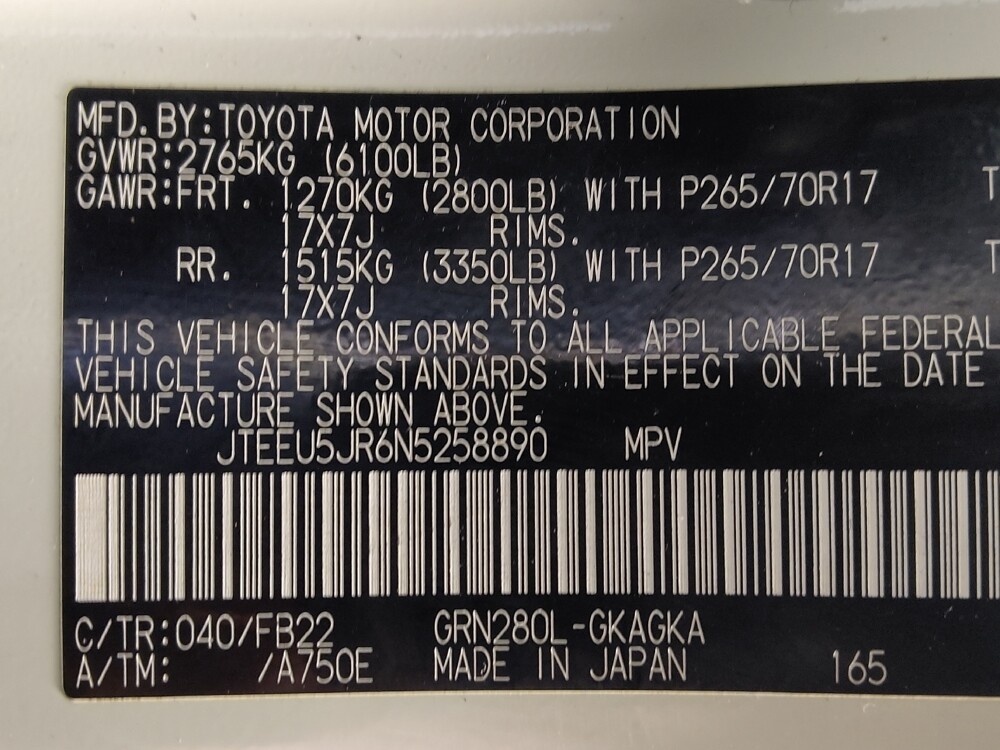 MFD. BY: TOYOTA MOTOR CORPORATION
GVWR: 2765KG (6100LB)
GAWR: FRT. 1270KG (2800LB) WITH P265/70R17 T
17X7J RIMS.
RR. 1515KG (3350LB) WITH P265/70R17 T
17X7J RIMS.
THIS VEHICLE CONFORMS TO ALL APPLICABLE FEDERAL
VEHICLE SAFETY STANDARDS IN EFFECT ON THE DATE
MANUFACTURE SHOWN ABOVE.
JTEEU5JR6N5258890 MPV
C/TR: 040/FB22 GRN280L-GKAGKA
A/TM: /A750E MADE IN JAPAN 165